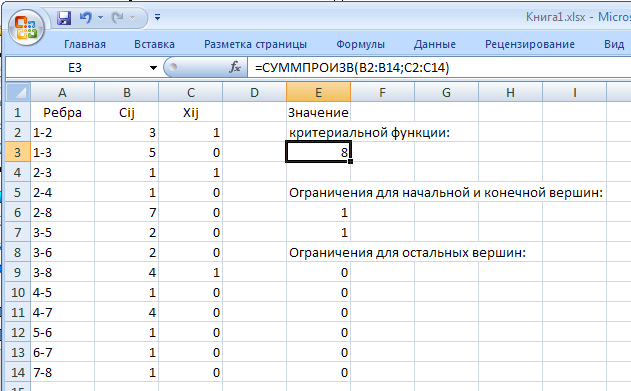 Книга1.xlsx - Micros
Главная Вставка Разметка страницы Формулы Данные Рецензирование Вид
E3 fx =СУММПРОИЗВ(B2:B14;C2:C14)
A B C D E F G H I
1 Ребра Cij Xij Значение
2 1-2 3 1 критериальной функции:
3 1-3 5 0 8
4 2-3 1 1
5 2-4 1 0 Ограничения для начальной и конечной вершин:
6 2-8 7 0 1
7 3-5 2 0 1
8 3-6 2 0 Ограничения для остальных вершин:
9 3-8 4 1 0
10 4-5 1 0 0
11 4-7 4 0 0
12 5-6 1 0 0
13 6-7 1 0 0
14 7-8 1 0 0